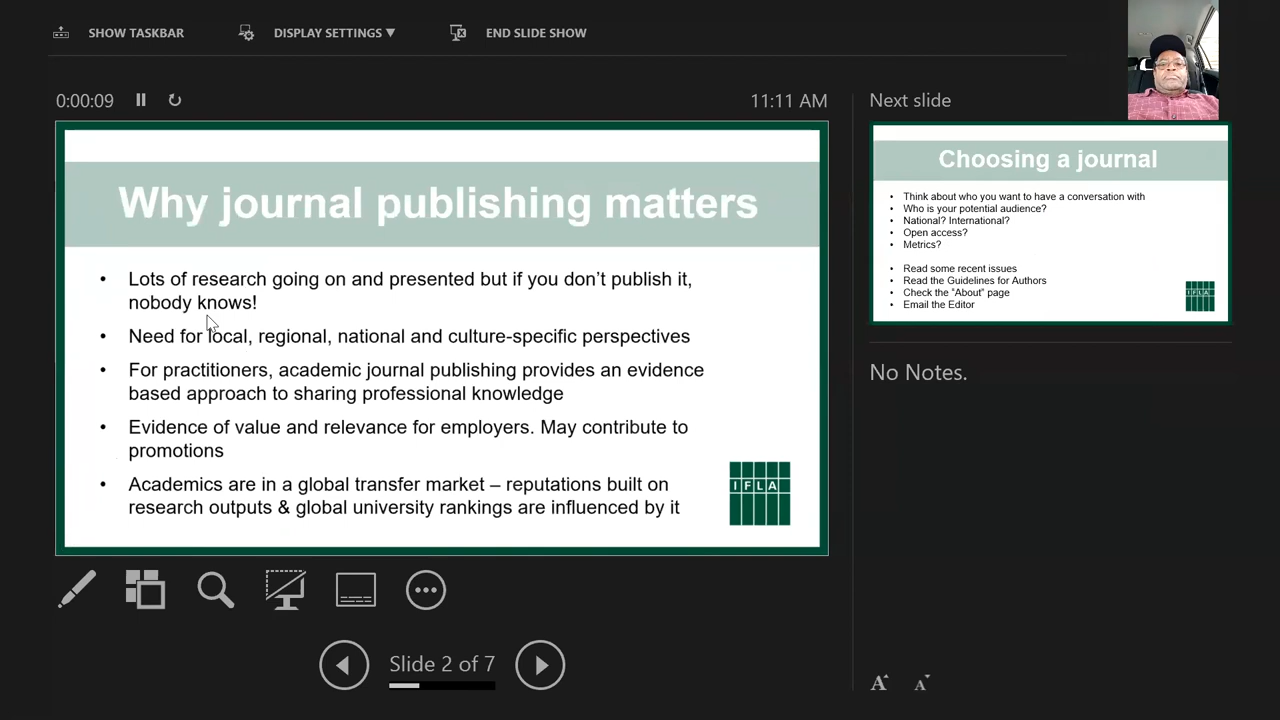 SHOW TASKBAR
DISPLAY SETTINGS ▼
END SLIDE SHOW
0:00:09
11:11 AM
Why journal publishing matters
• Lots of research going on and presented but if you don’t publish it,
nobody knows!
• Need for local, regional, national and culture-specific perspectives
• For practitioners, academic journal publishing provides an evidence
based approach to sharing professional knowledge
• Evidence of value and relevance for employers. May contribute to
promotions
• Academics are in a global transfer market – reputations built on
research outputs & global university rankings are influenced by it
IFLA
Slide 2 of 7
Next slide
Choosing a journal
• Think about who you want to have a conversation with
• Who is your potential audience?
• National? International?
• Open access?
• Metrics?
• Read some recent issues
• Read the Guidelines for Authors
• Check the “About” page
• Email the Editor
IFLA
No Notes.
A A